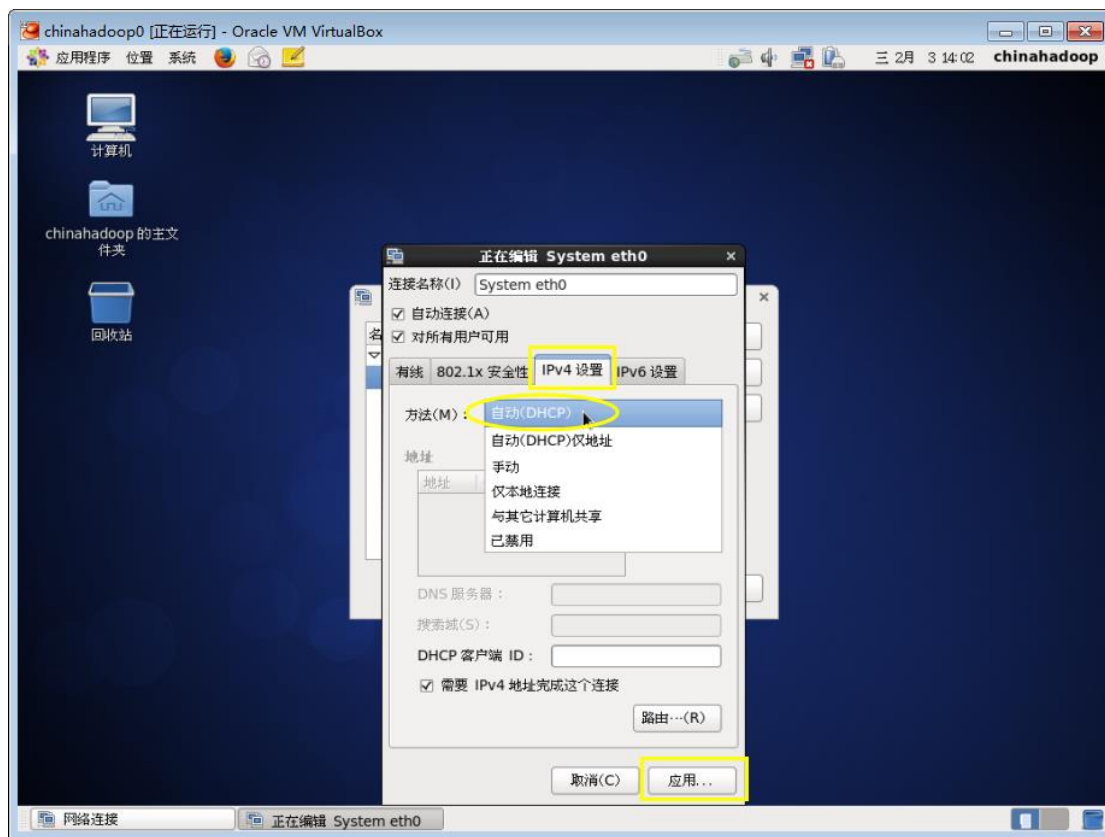 chinahadoop0 [正在运行] - Oracle VM VirtualBox
应用程序 位置 系统 三 2月 3 14:02 chinahadoop
计算机
chinahadoop 的主文
件夹
回收站
正在编辑 System eth0
连接名称(I) System eth0
自动连接(A)
对所有用户可用
名
有线 802.1x 安全性 IPv4 设置 IPv6 设置
方法(M)： 自动(DHCP)
自动(DHCP)仅地址
手动
仅本地连接
与其它计算机共享
已禁用
地址
地址
DNS 服务器：
搜索域(S)：
DHCP 客户端 ID：
需要 IPv4 地址完成这个连接
路由…(R)
取消(C) 应用...
网络连接 正在编辑 System eth0